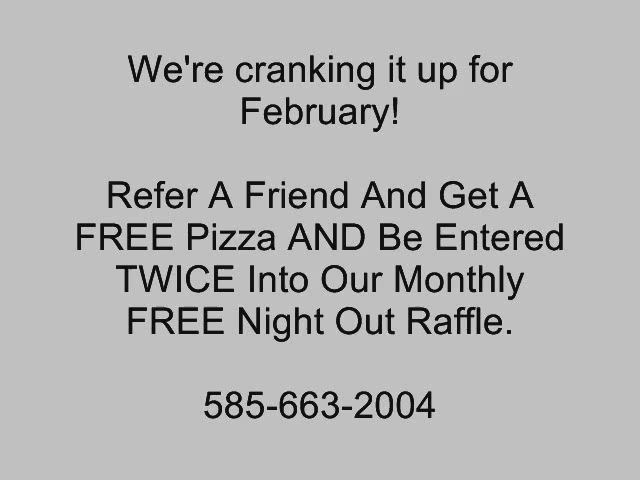 We're cranking it up for
February!
Refer A Friend And Get A
FREE Pizza AND Be Entered
TWICE Into Our Monthly
FREE Night Out Raffle.
585-663-2004